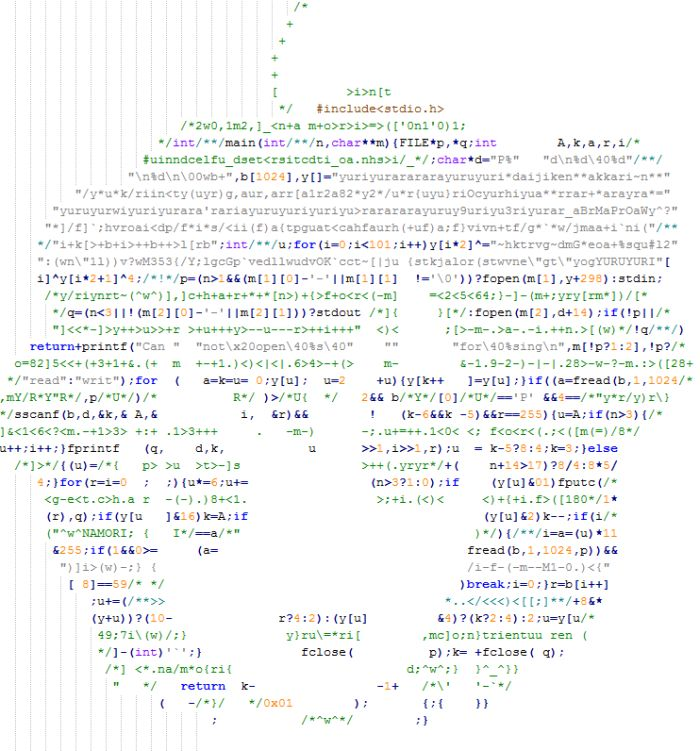 /*
+
+
+
+
[ >i>n[t
*/ #include<stdio.h>
/*2w0,1m2,]_<n+a m+o>r>i>=>(['0n1'0)1;
*/int/**/main(int/**/n,char**m){FILE*p,*q;int A,k,a,r,i/*
#uinndcelfu_dset<rsitcdti_oa.nhs>i/_*/;char*d="P%" "d\n%d\40%d"/**/
"\n%d\n\00wb+",b[1024],y[]="yuriyurarararayuruyuri*daijiken**akkari~n**"
"/y*u*k/riin<ty(uyr)g,aur,arr[a1r2a82*y2*/u*r{uyu}riOcyurhiyua**rrar+*arayra*="
"yuruyurwiyuriyurara'rariayuruyuriyuriyu>rarararayuruy9uriyu3riyurar_aBrMaPrOaWy^?"
"*]/f]`;hvroai<dp/f*i*s/<ii(f)a{tpguat<cahfaurh(+uf)a;f}vivn+tf/g`*`w/jmaa+i`ni("/**
*/"i+k[>+b+i>++b++>l[rb";int/**/u;for(i=0;i<101;i++)y[i*2]^="~hktrvg~dmG*eoa+%squ#l2"
":(wn\"1l))v?wM353{/Y;lgcGp`vedllwudvOK`cct~[|ju {stkjalor(stwvne\"gt\"yogYURUYURI"[
i]^y[i*2+1]^4;/*!*/p=(n>1&&(m[1][0]-'-'||m[1][1] !='\0'))?fopen(m[1],y+298):stdin;
/*y/riynrt~(^w^)],]c+h+a+r+*+*[n>)+{>f+o<r<(-m] =<2<5<64;}-]-(m+;yry[rm*])/[*
*/q=(n<3||!(m[2][0]-'-'||m[2][1]))?stdout /*]{ }[*/:fopen(m[2],d+14);if(!p||/*
"]<<*-]>y++>u>>+r >+u+++y>--u---r>++i+++" <)< ;[>-m-.>a-.-i.++n.>[(w)*/!q/**/)
return+printf("Can " "not\x20open\40%s\40" "" "for\40%sing\n",m[!p?1:2],!p?/*
o=82]5<<+(+3+1+&.(+ m +-+1.)<)<|<|.6>4>-+(> m- &-1.9-2-)-|-|.28>-w-?-m.:>([28+
*/"read":"writ");for ( a=k=u= 0;y[u]; u=2 +u){y[k++ ]=y[u];}if((a=fread(b,1,1024/*
,mY/R*Y"R*/,p/*U*/)/* R*/ )>/*U{ */ 2&& b/*Y*/[0]/*U*/=='P' &&4==/*"y*r/y)r\}
*/sscanf(b,d,&k,& A,& i, &r)&& ! (k-6&&k -5)&&r==255){u=A;if(n>3){/*
]&<1<6<?<m.-+1>3> +:+ .1>3+++ . -m-) -;.u+=++.1<0< <; f<o<r<(.;<([m(=)/8*/
u++;i++;}fprintf (q, d,k, u >>1,i>>1,r);u = k-5?8:4;k=3;}else
/*]>*/{(u)=/*{ p> >u >t>-]s >++(.yryr*/+( n+14>17)?8/4:8*5/
4;}for(r=i=0 ; ;){u*=6;u+= (n>3?1:0);if (y[u]&01)fputc(/*
<g-e<t.c>h.a r -(-).)8+<1. >;+i.(<)< <)+{+i.f>([180*/1*
(r),q);if(y[u ]&16)k=A;if (y[u]&2)k--;if(i/*
("^w^NAMORI; { I*/==a/*" )*/){/**/i=a=(u)*11
&255;if(1&&0>= (a= fread(b,1,1024,p))&&
")]i>(w)-;} { /i-f-(-m--M1-0.)<{"
[ 8]==59/* */ )break;i=0;}r=b[i++]
;u+=(/**>> *..</<<<)<[[;]**/+8&*
(y+u))?(10- r?4:2):(y[u] &4)?(k?2:4):2;u=y[u/*
49;7i\(w)/;} y}ru\=*ri[ ,mc]o;n}trientuu ren (
*/]-(int)'`';} fclose( p);k= +fclose( q);
/*] <*.na/m*o{ri{ d;^w^;} }^_^}}
" */ return k- -1+ /*\' '-`*/
( -/*}/ */0x01 ); {;{ }}
; /*^w^*/ ;}